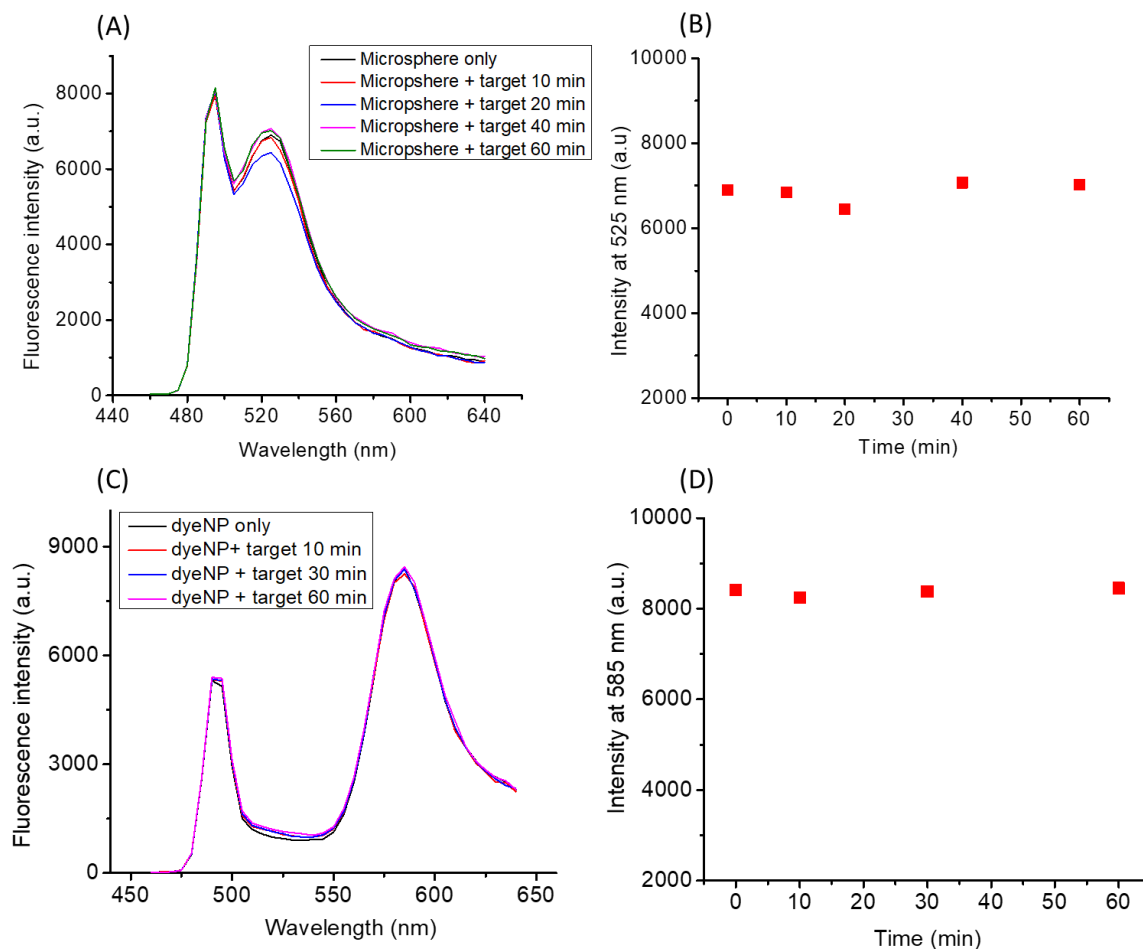 (A)
Fluorescence intensity (a.u.)
8000
6000
4000
2000
0
440 480 520 560 600 640
Wavelength (nm)
Microsphere only
Micropshere + target 10 min
Micropshere + target 20 min
Micropshere + target 40 min
Micropshere + target 60 min
(B)
Intensity at 525 nm (a.u)
10000
8000
6000
4000
2000
0 10 20 30 40 50 60
Time (min)
(C)
Fluorescence intensity (a.u.)
9000
6000
3000
0
450 500 550 600 650
Wavelength (nm)
dyeNP only
dyeNP+ target 10 min
dyeNP + target 30 min
dyeNP + target 60 min
(D)
Intensity at 585 nm (a.u.)
10000
8000
6000
4000
2000
0 10 20 30 40 50 60
Time (min)